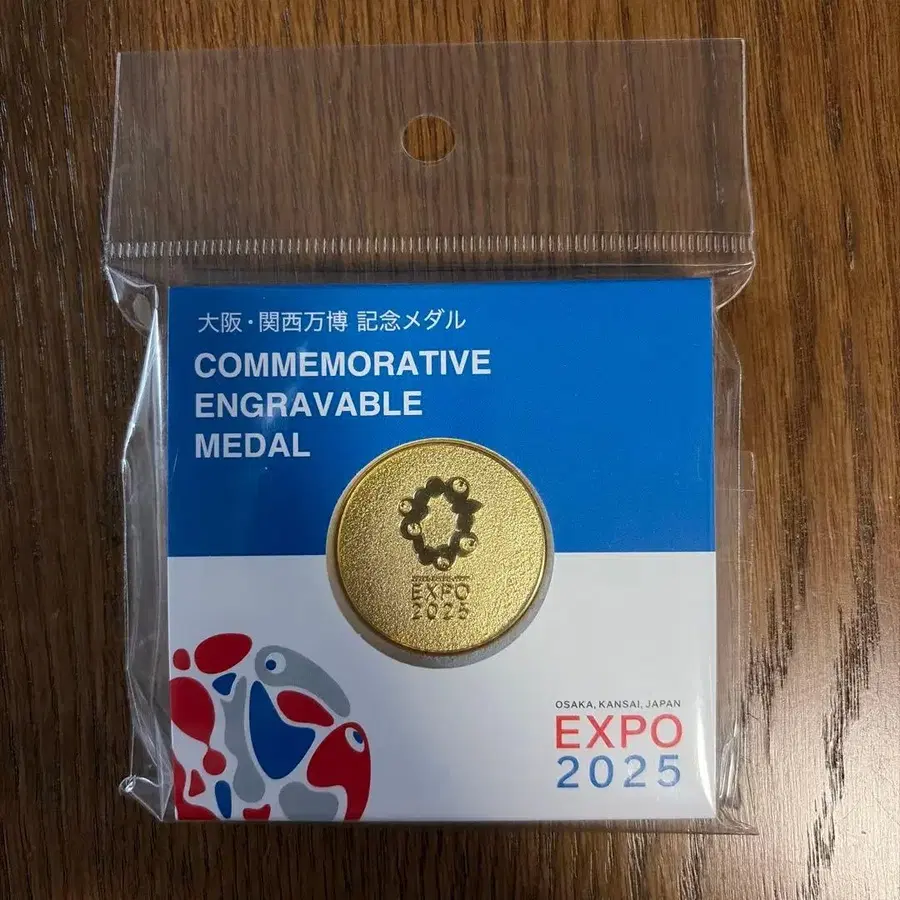 大阪・関西万博 記念メダル
COMMEMORATIVE
ENGRAVABLE
MEDAL
EXPO
2025
OSAKA, KANSAI, JAPAN
EXPO
2025